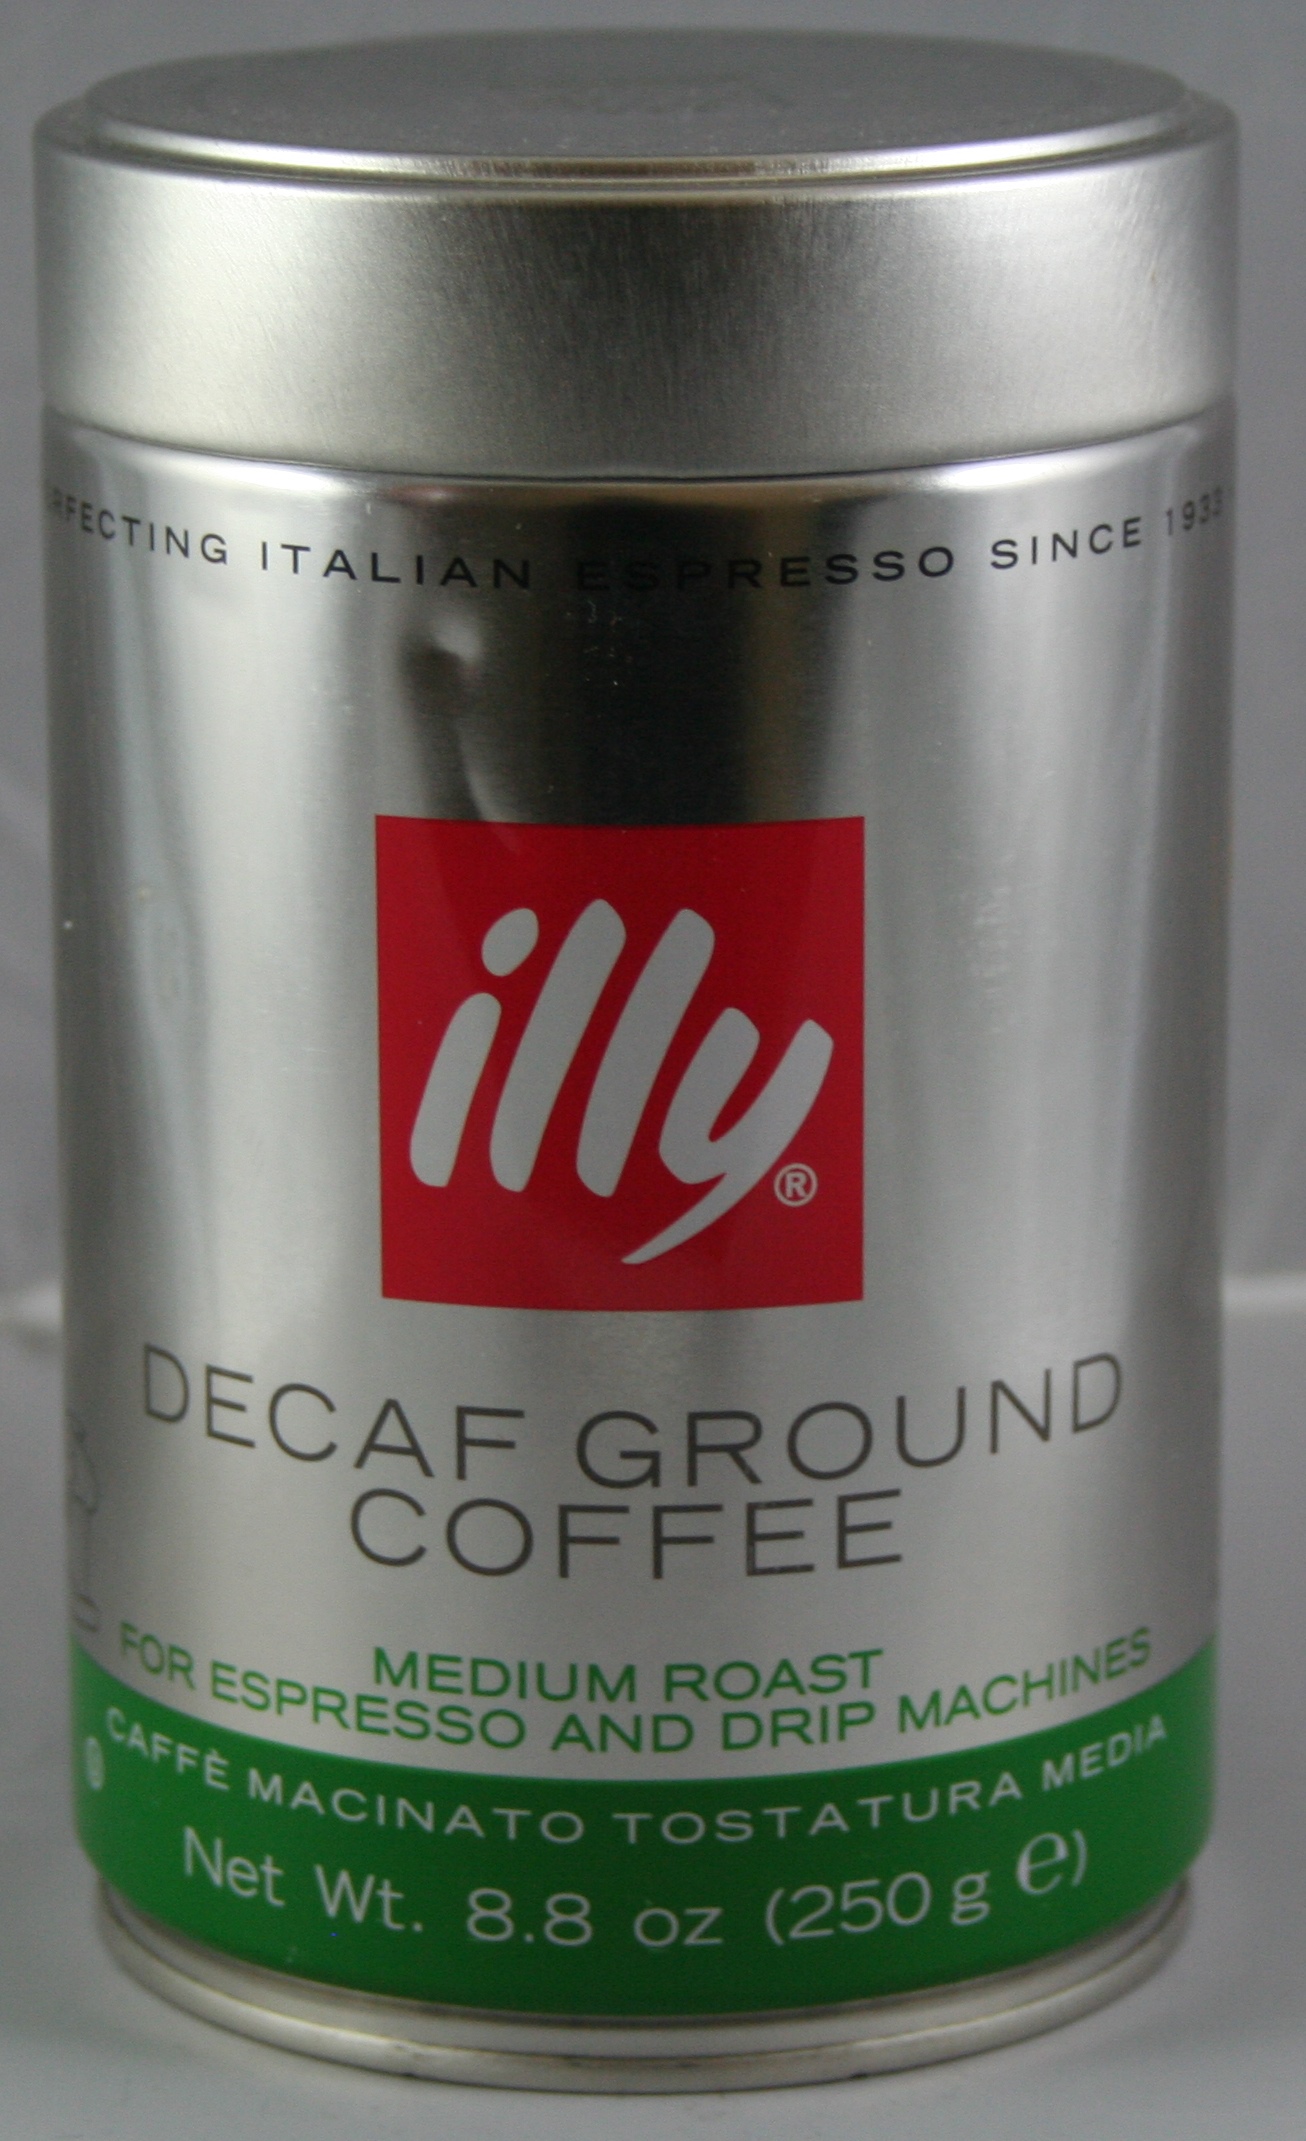 PERFECTING ITALIAN ESPRESSO SINCE 1933
illy®
DECAF GROUND
COFFEE
MEDIUM ROAST
FOR ESPRESSO AND DRIP MACHINES
CAFFÈ MACINATO TOSTATURA MEDIA
Net Wt. 8.8 oz (250 g ℮)